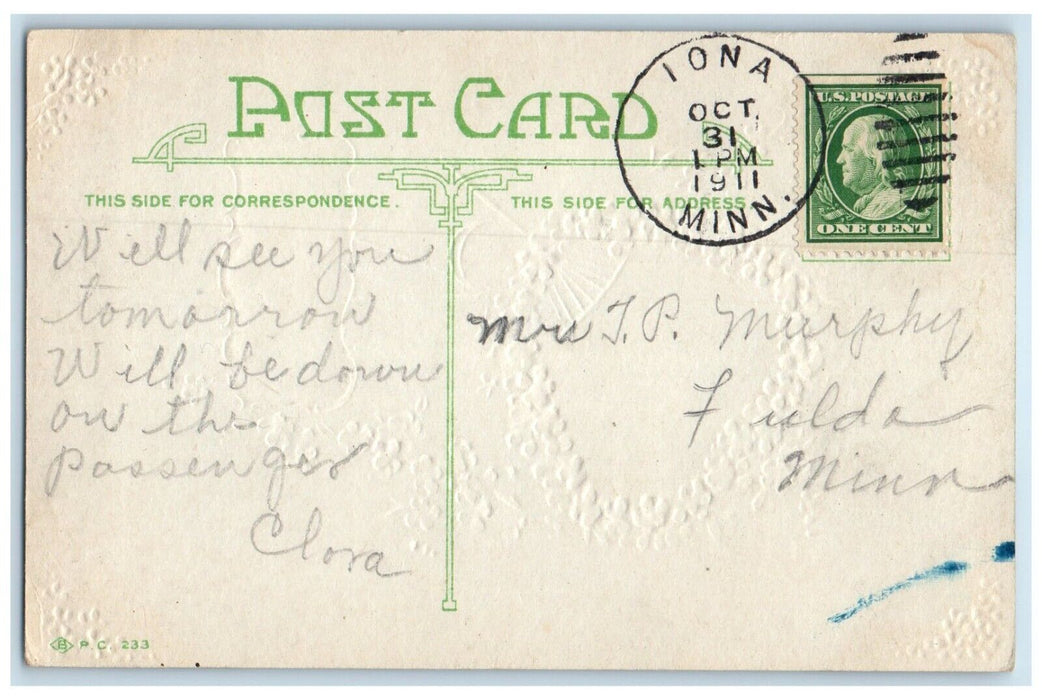 POST CARD
THIS SIDE FOR CORRESPONDENCE.
THIS SIDE FOR ADDRESS.
IONA
OCT.
31
1 PM
1911
MINN.
U.S. POSTAGE
ONE CENT
Will see you
tomorrow
Will be down
on the
passenger
Clora
Mrs T. P. Murphy
Fulda
Minn
B P.C. 233